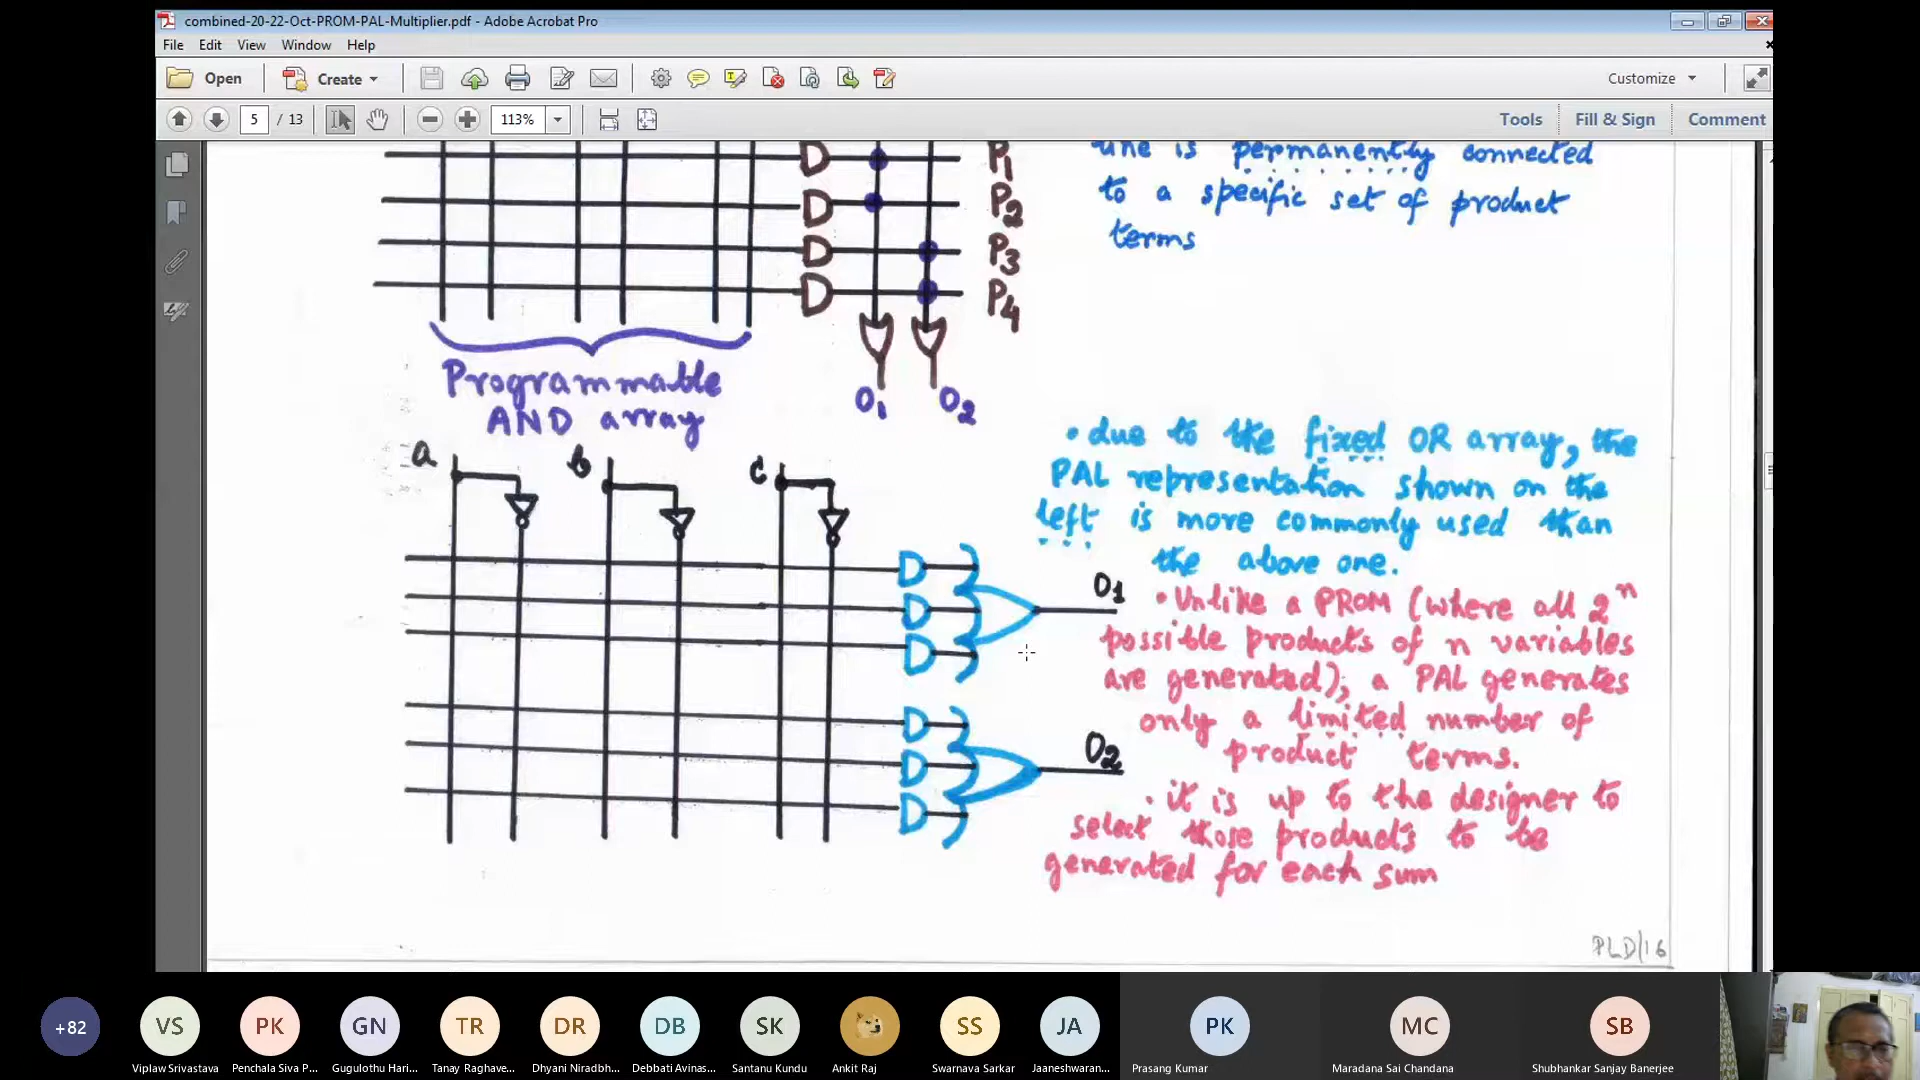 combined-20-22-Oct-PROM-PAL-Multiplier.pdf - Adobe Acrobat Pro
File Edit View Window Help
Open Create Customize
5 / 13 113% Tools Fill & Sign Comment
line is permanently connected
to a specific set of product
terms
P1
P2
P3
P4
O1 O2
Programmable
AND array
a b c
• due to the fixed OR array, the
PAL representation shown on the
left is more commonly used than
the above one.
O1
• Unlike a PROM (where all 2^n
possible products of n variables
are generated), a PAL generates
only a limited number of
product terms.
O2
• it is up to the designer to
select those products to be
generated for each sum
PLD/16
+82 VS PK GN TR DR DB SK SS JA PK MC SB
Viplaw Srivastava Penchala Siva P... Gugulothu Hari... Tanay Raghave... Dhyani Niradbh... Debbati Avinas... Santanu Kundu Ankit Raj Swarnava Sarkar Jaaneshwaran... Prasang Kumar Maradana Sai Chandana Shubhankar Sanjay Banerjee